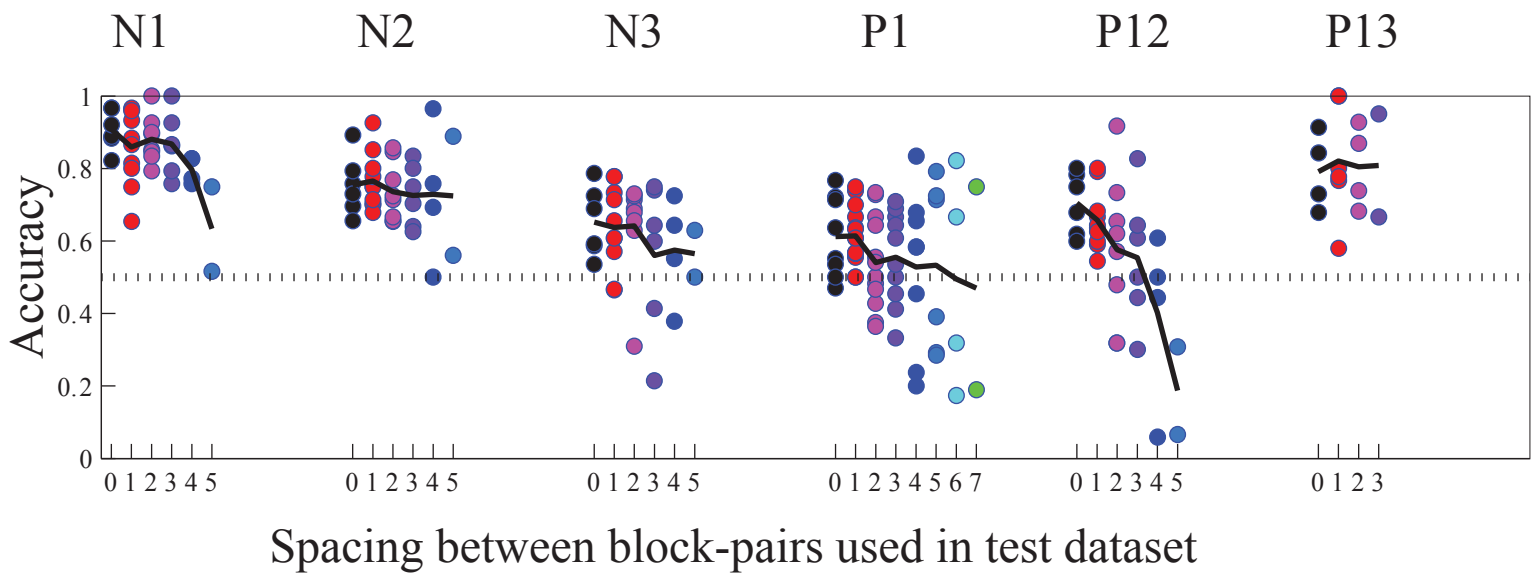 N1 N2 N3 P1 P12 P13
1
0.8
0.6
0.4
0.2
0
Accuracy
0 1 2 3 4 5 0 1 2 3 4 5 0 1 2 3 4 5 0 1 2 3 4 5 6 7 0 1 2 3 4 5 0 1 2 3
Spacing between block-pairs used in test dataset